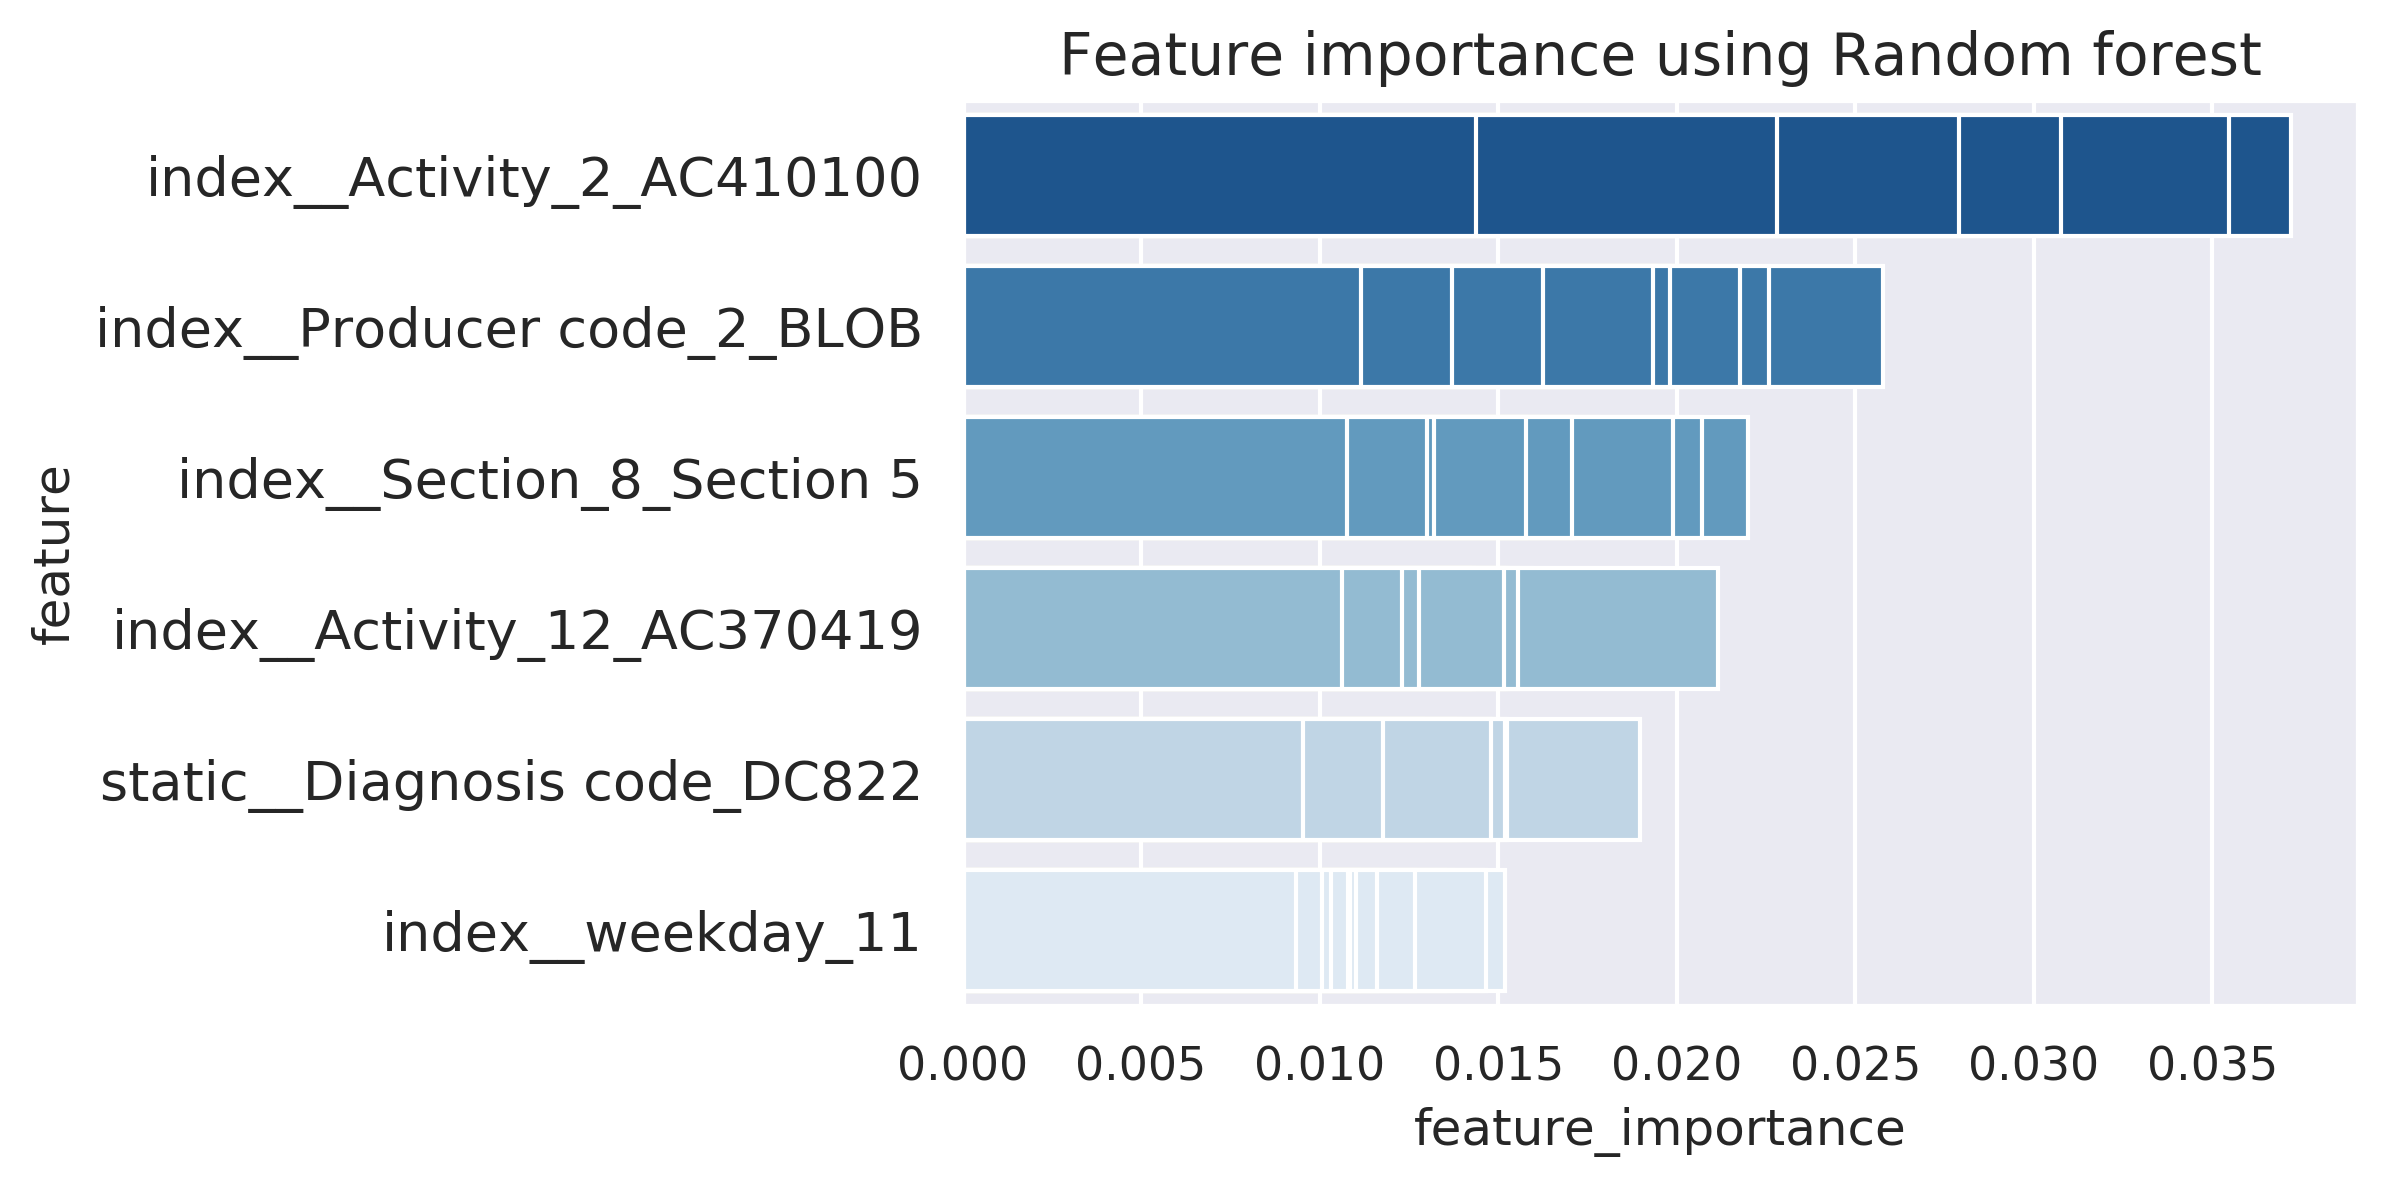 Feature importance using Random forest
feature
index__Activity_2_AC410100
index__Producer code_2_BLOB
index__Section_8_Section 5
index__Activity_12_AC370419
static__Diagnosis code_DC822
index__weekday_11
0.000 0.005 0.010 0.015 0.020 0.025 0.030 0.035
feature_importance